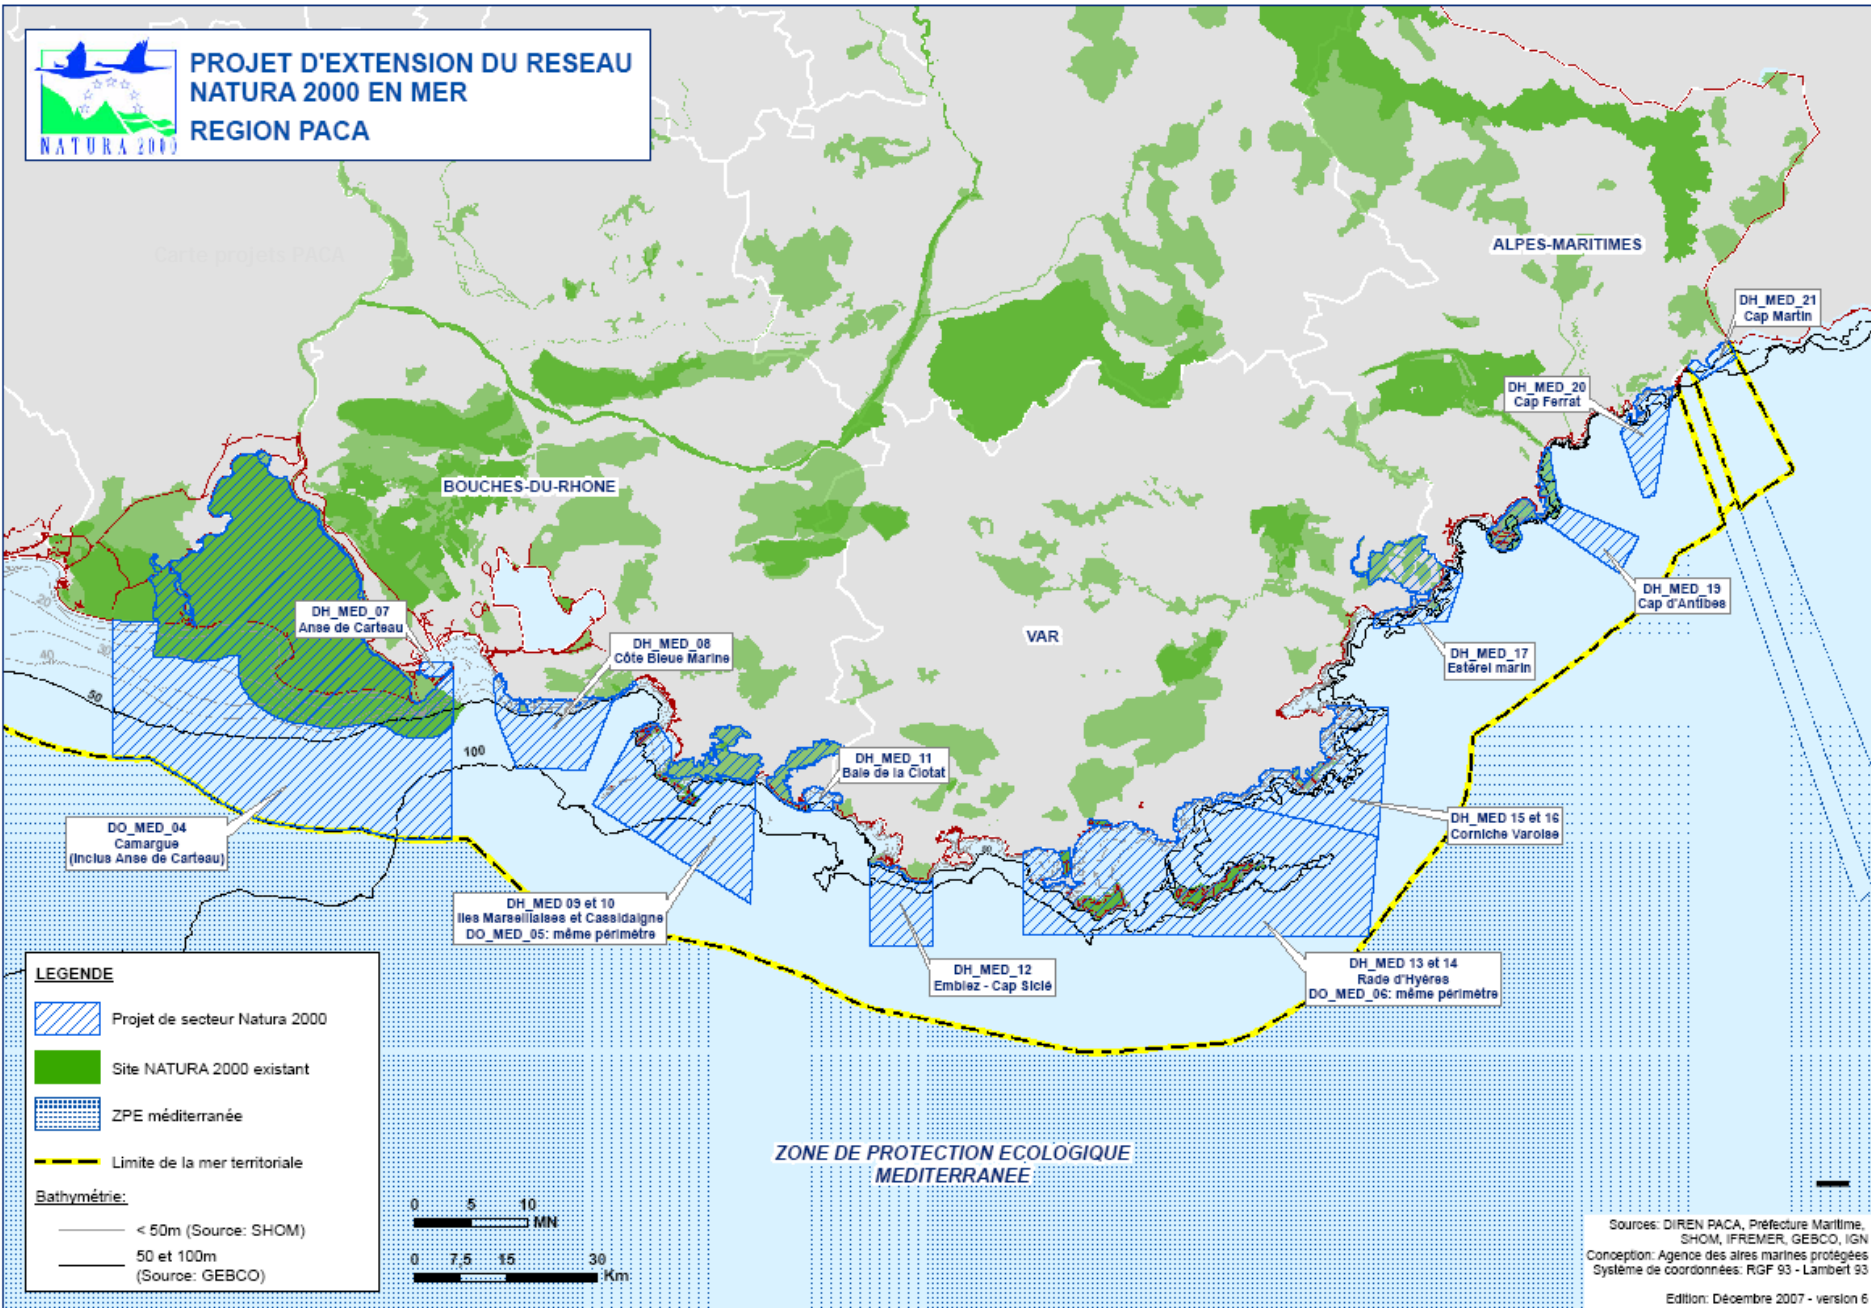 PROJET D'EXTENSION DU RESEAU
NATURA 2000 EN MER
REGION PACA
NATURA 2000
Carte projets PACA
ALPES-MARITIMES
DH_MED_21
Cap Martin
DH_MED_20
Cap Ferrat
BOUCHES-DU-RHONE
DH_MED_19
Cap d'Antibes
DH_MED_07
Anse de Carteau
DH_MED_08
Côte Bleue Marine
VAR
DH_MED_17
Estérel marin
20
30
40
50
100
DH_MED_11
Baie de la Ciotat
DO_MED_04
Camargue
(Inclus Anse de Carteau)
DH_MED 15 et 16
Corniche Varoise
DH_MED 09 et 10
Iles Marseillaises et Cassidaigne
DO_MED_05: même périmètre
DH_MED_12
Embiez - Cap Sicié
DH_MED 13 et 14
Rade d'Hyères
DO_MED_06: même périmètre
LEGENDE
Projet de secteur Natura 2000
Site NATURA 2000 existant
ZPE méditerranée
Limite de la mer territoriale
Bathymétrie:
< 50m (Source: SHOM)
50 et 100m
(Source: GEBCO)
ZONE DE PROTECTION ECOLOGIQUE
MEDITERRANEE
0 5 10
MN
0 7,5 15 30
Km
Sources: DIREN PACA, Préfecture Maritime,
SHOM, IFREMER, GEBCO, IGN
Conception: Agence des aires marines protégées
Système de coordonnées: RGF 93 - Lambert 93
Edition: Décembre 2007 - version 6